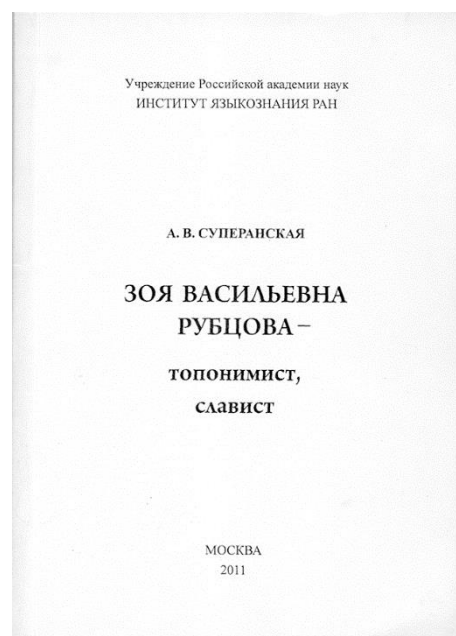 Учреждение Российской академии наук
ИНСТИТУТ ЯЗЫКОЗНАНИЯ РАН
А. В. СУПЕРАНСКАЯ
ЗОЯ ВАСИЛЬЕВНА
РУБЦОВА –
топонимист,
славист
МОСКВА
2011